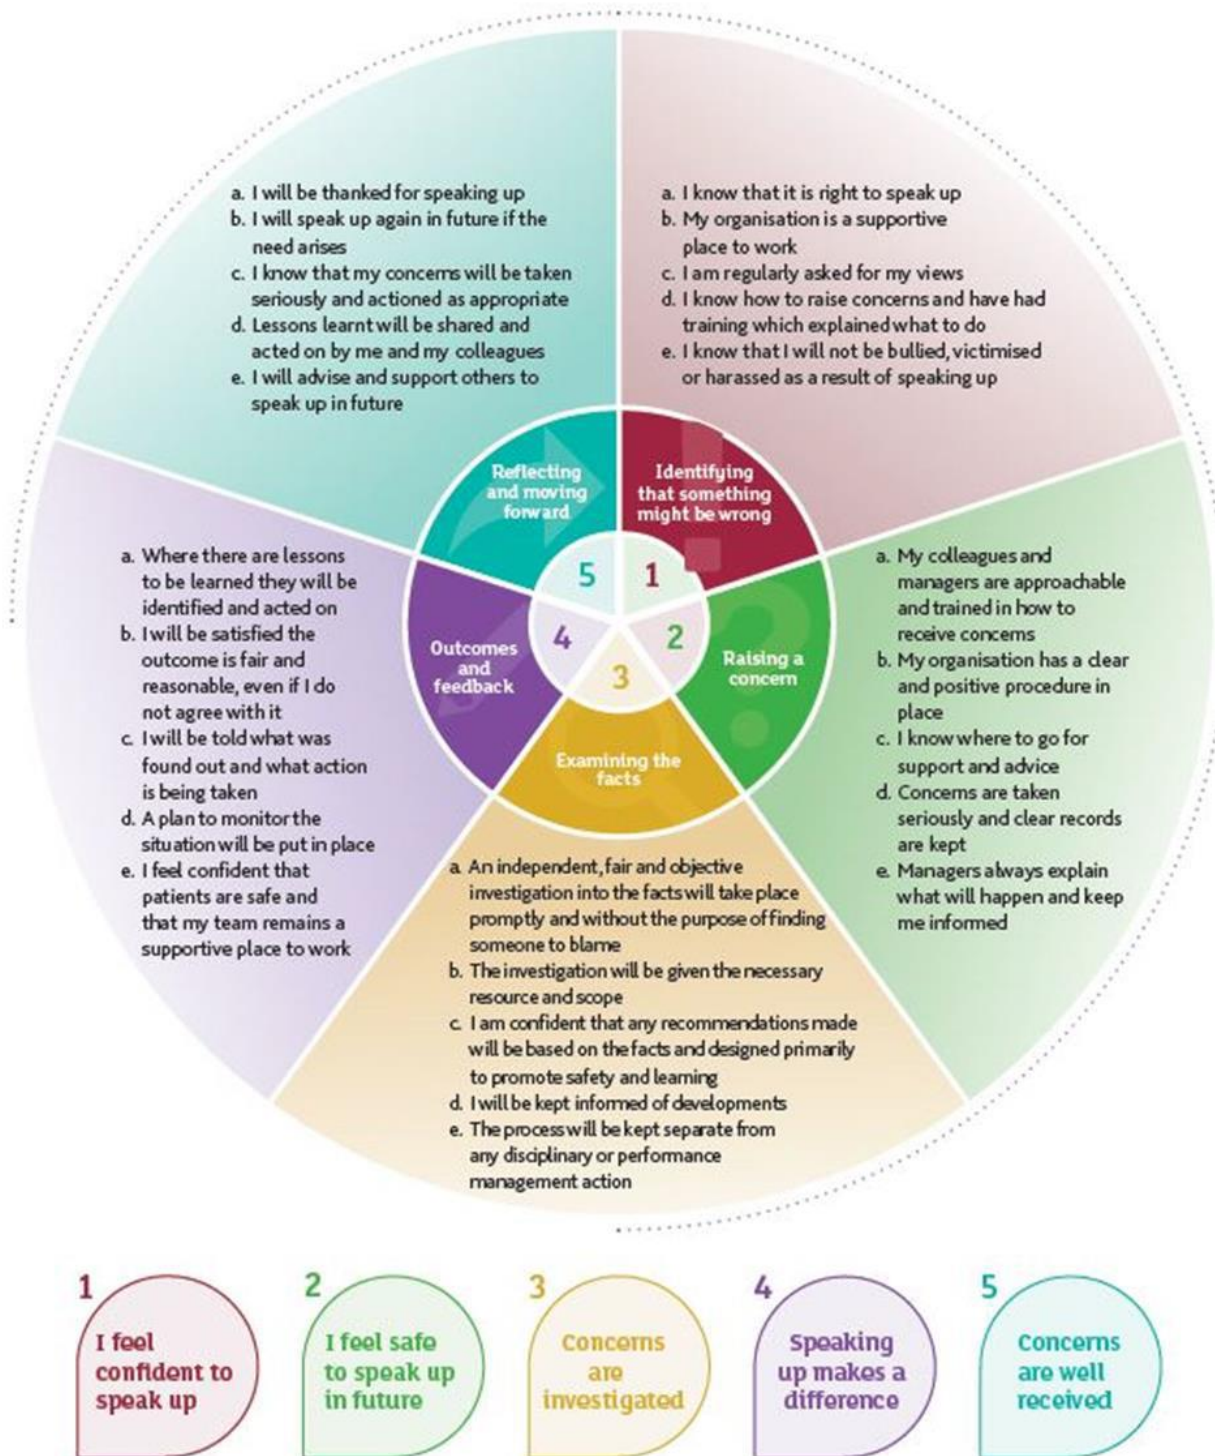 a. I will be thanked for speaking up
b. I will speak up again in future if the
need arises
c. I know that my concerns will be taken
seriously and actioned as appropriate
d. Lessons learnt will be shared and
acted on by me and my colleagues
e. I will advise and support others to
speak up in future
a. I know that it is right to speak up
b. My organisation is a supportive
place to work
c. I am regularly asked for my views
d. I know how to raise concerns and have had
training which explained what to do
e. I know that I will not be bullied, victimised
or harassed as a result of speaking up
Reflecting
and moving
forward
Identifying
that something
might be wrong
5
1
4
2
3
Outcomes
and
feedback
Raising a
concern
Examining the
facts
a. Where there are lessons
to be learned they will be
identified and acted on
b. I will be satisfied the
outcome is fair and
reasonable, even if I do
not agree with it
c. I will be told what was
found out and what action
is being taken
d. A plan to monitor the
situation will be put in place
e. I feel confident that
patients are safe and
that my team remains a
supportive place to work
a. My colleagues and
managers are approachable
and trained in how to
receive concerns
b. My organisation has a clear
and positive procedure in
place
c. I know where to go for
support and advice
d. Concerns are taken
seriously and clear records
are kept
e. Managers always explain
what will happen and keep
me informed
a. An independent, fair and objective
investigation into the facts will take place
promptly and without the purpose of finding
someone to blame
b. The investigation will be given the necessary
resource and scope
c. I am confident that any recommendations made
will be based on the facts and designed primarily
to promote safety and learning
d. I will be kept informed of developments
e. The process will be kept separate from
any disciplinary or performance
management action
1
I feel
confident to
speak up
2
I feel safe
to speak up
in future
3
Concerns
are
investigated
4
Speaking
up makes a
difference
5
Concerns
are well
received